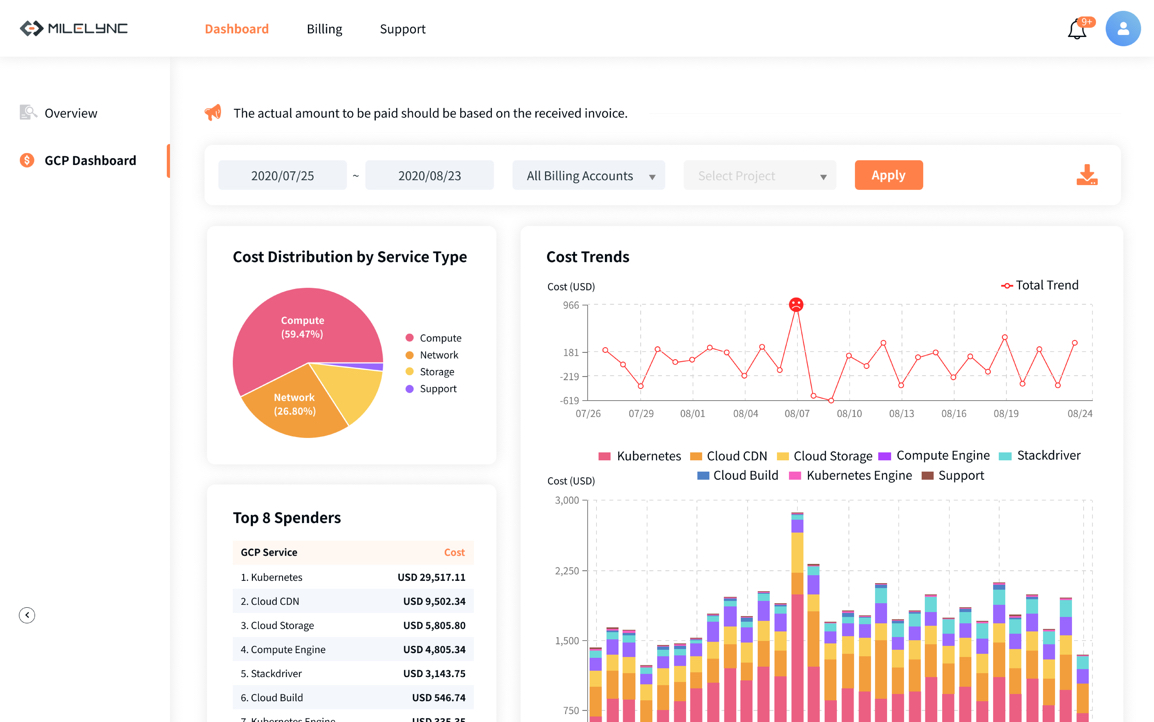 MILELYNC
Dashboard
Billing
Support
9+
Overview
GCP Dashboard
The actual amount to be paid should be based on the received invoice.
2020/07/25 ~ 2020/08/23
All Billing Accounts
Select Project
Apply
Cost Distribution by Service Type
Compute
(59.47%)
Network
(26.80%)
Compute
Network
Storage
Support
Top 8 Spenders
GCP Service Cost
1. Kubernetes USD 29,517.11
2. Cloud CDN USD 9,502.34
3. Cloud Storage USD 5,805.80
4. Compute Engine USD 4,805.34
5. Stackdriver USD 3,143.75
6. Cloud Build USD 546.74
7. Kubernetes Engine USD 335.35
Cost Trends
Cost (USD)
Total Trend
966
181
-219
-619
07/26 07/29 08/01 08/04 08/07 08/10 08/13 08/16 08/19 08/24
Kubernetes Cloud CDN Cloud Storage Compute Engine Stackdriver
Cloud Build Kubernetes Engine Support
Cost (USD)
3,000
2,250
1,500
750